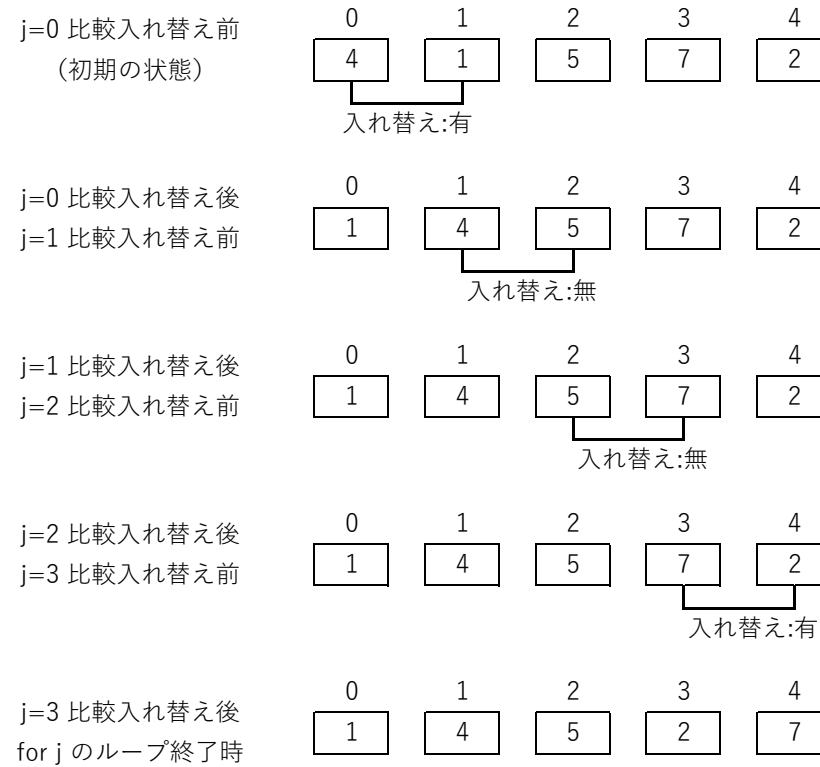 j=0 比較入れ替え前
(初期の状態)
0 1 2 3 4
4 1 5 7 2
入れ替え:有
j=0 比較入れ替え後
j=1 比較入れ替え前
0 1 2 3 4
1 4 5 7 2
入れ替え:無
j=1 比較入れ替え後
j=2 比較入れ替え前
0 1 2 3 4
1 4 5 7 2
入れ替え:無
j=2 比較入れ替え後
j=3 比較入れ替え前
0 1 2 3 4
1 4 5 7 2
入れ替え:有
j=3 比較入れ替え後
for j のループ終了時
0 1 2 3 4
1 4 5 2 7